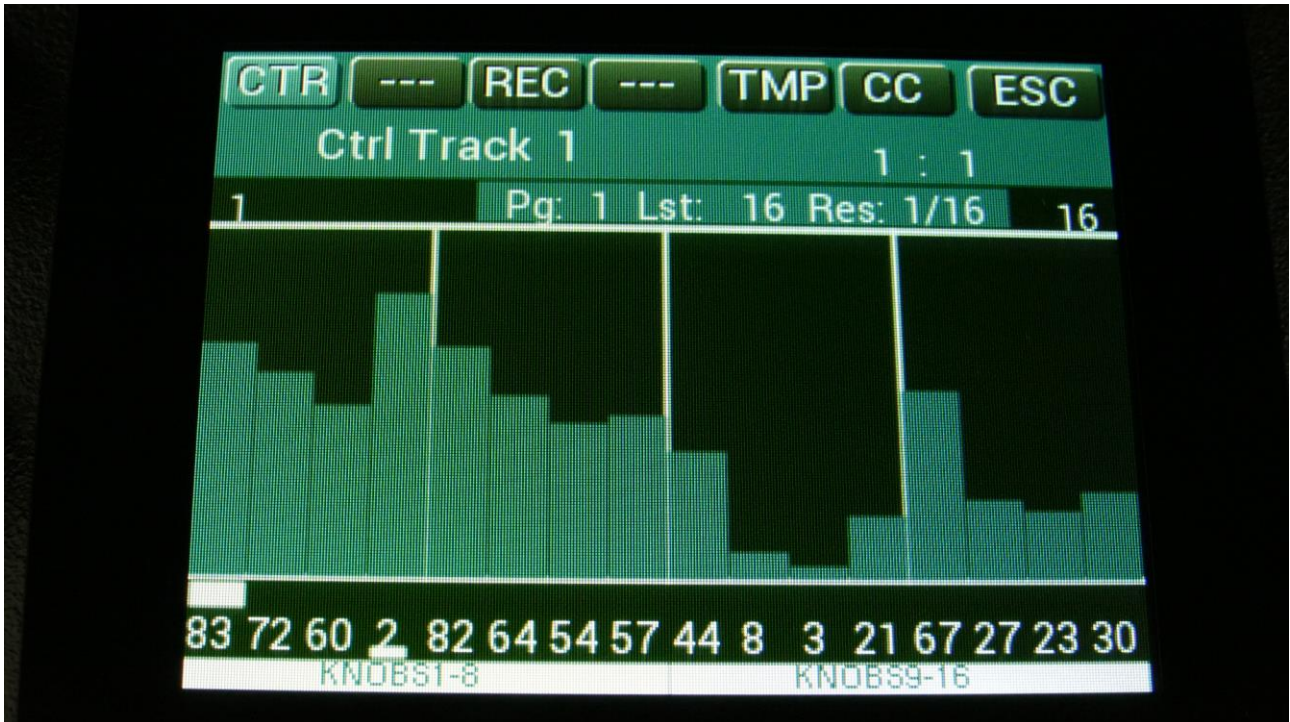 CTR --- REC --- TMP CC ESC
Ctrl Track 1 1 : 1
1 Pg: 1 Lst: 16 Res: 1/16 16
83 72 60 2 82 64 54 57 44 8 3 21 67 27 23 30
KNOBS1-8 KNOBS9-16